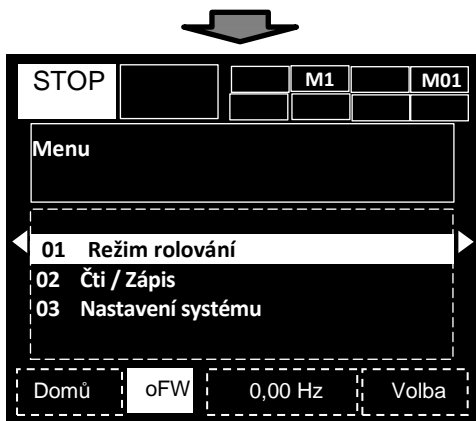 STOP M1 M01
Menu
01 Režim rolování
02 Čti / Zápis
03 Nastavení systému
Domů oFW 0,00 Hz Volba